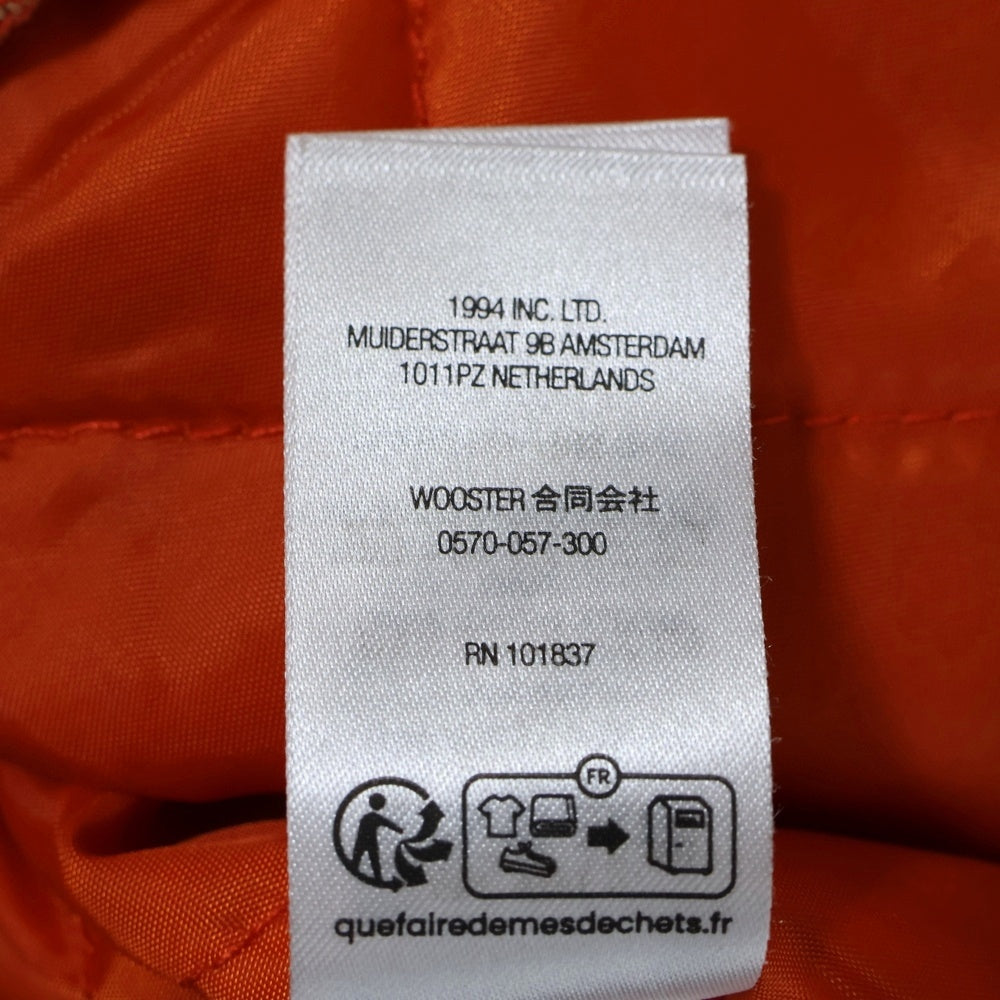 1994 INC. LTD.
MUIDERSTRAAT 9B AMSTERDAM
1011PZ NETHERLANDS
WOOSTER 合同会社
0570-057-300
RN 101837
FR
quefairedemesdechets.fr